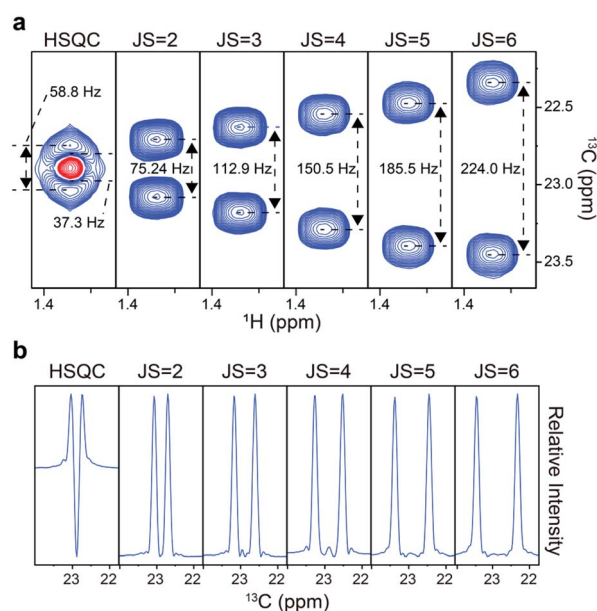 a
HSQC JS=2 JS=3 JS=4 JS=5 JS=6
58.8 Hz
37.3 Hz
75.24 Hz 112.9 Hz 150.5 Hz 185.5 Hz 224.0 Hz
22.5
23.0
23.5
¹³C (ppm)
1.4 1.4 1.4 1.4 1.4 1.4
¹H (ppm)
b
HSQC JS=2 JS=3 JS=4 JS=5 JS=6
Relative Intensity
23 22 23 22 23 22 23 22 23 22 23 22
¹³C (ppm)